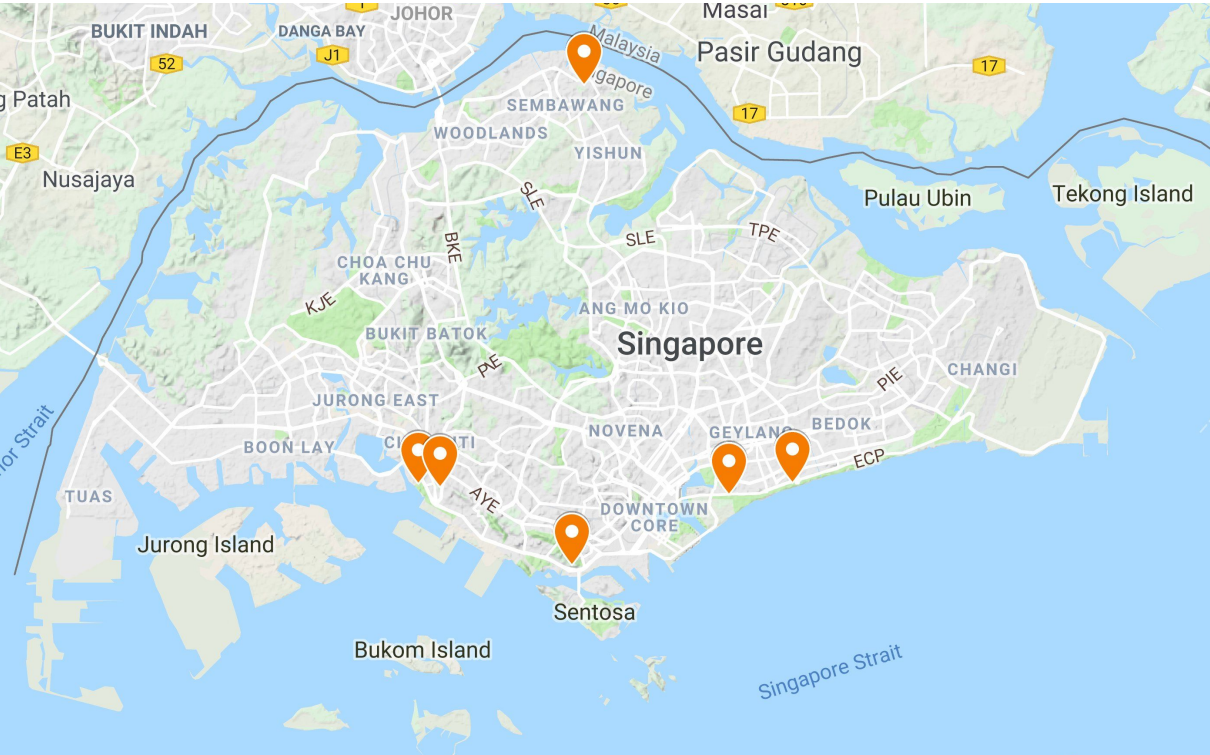 JOHOR
Masai
BUKIT INDAH
DANGA BAY
J1
52
Malaysia
Pasir Gudang
17
g Patah
SEMBAWANG
17
WOODLANDS
E3
YISHUN
Nusajaya
SLE
Pulau Ubin
Tekong Island
BKE
SLE
TPE
CHOA CHU
KANG
KJE
ANG MO KIO
BUKIT BATOK
Singapore
PIE
CHANGI
JURONG EAST
NOVENA
GEYLANG
BEDOK
BOON LAY
ECP
TUAS
AYE
DOWNTOWN
CORE
Jurong Island
Sentosa
Bukom Island
Singapore Strait